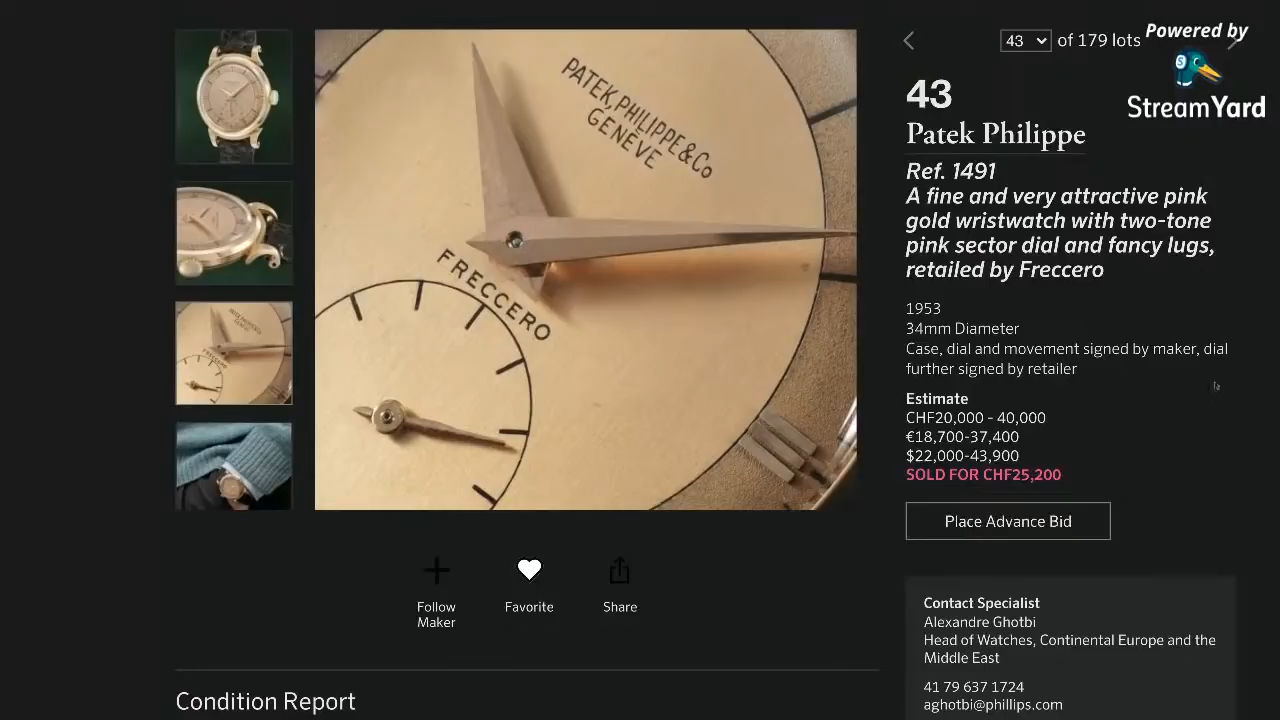 PATEK, PHILIPPE & Co
GENÈVE
FRECCERO
43 of 179 lots
Powered by
StreamYard
43
Patek Philippe
Ref. 1491
A fine and very attractive pink
gold wristwatch with two-tone
pink sector dial and fancy lugs,
retailed by Freccero
1953
34mm Diameter
Case, dial and movement signed by maker, dial
further signed by retailer
Estimate
CHF20,000 - 40,000
€18,700-37,400
$22,000-43,900
SOLD FOR CHF25,200
Place Advance Bid
Follow
Maker
Favorite
Share
Contact Specialist
Alexandre Ghotbi
Head of Watches, Continental Europe and the
Middle East
41 79 637 1724
aghotbi@phillips.com
Condition Report